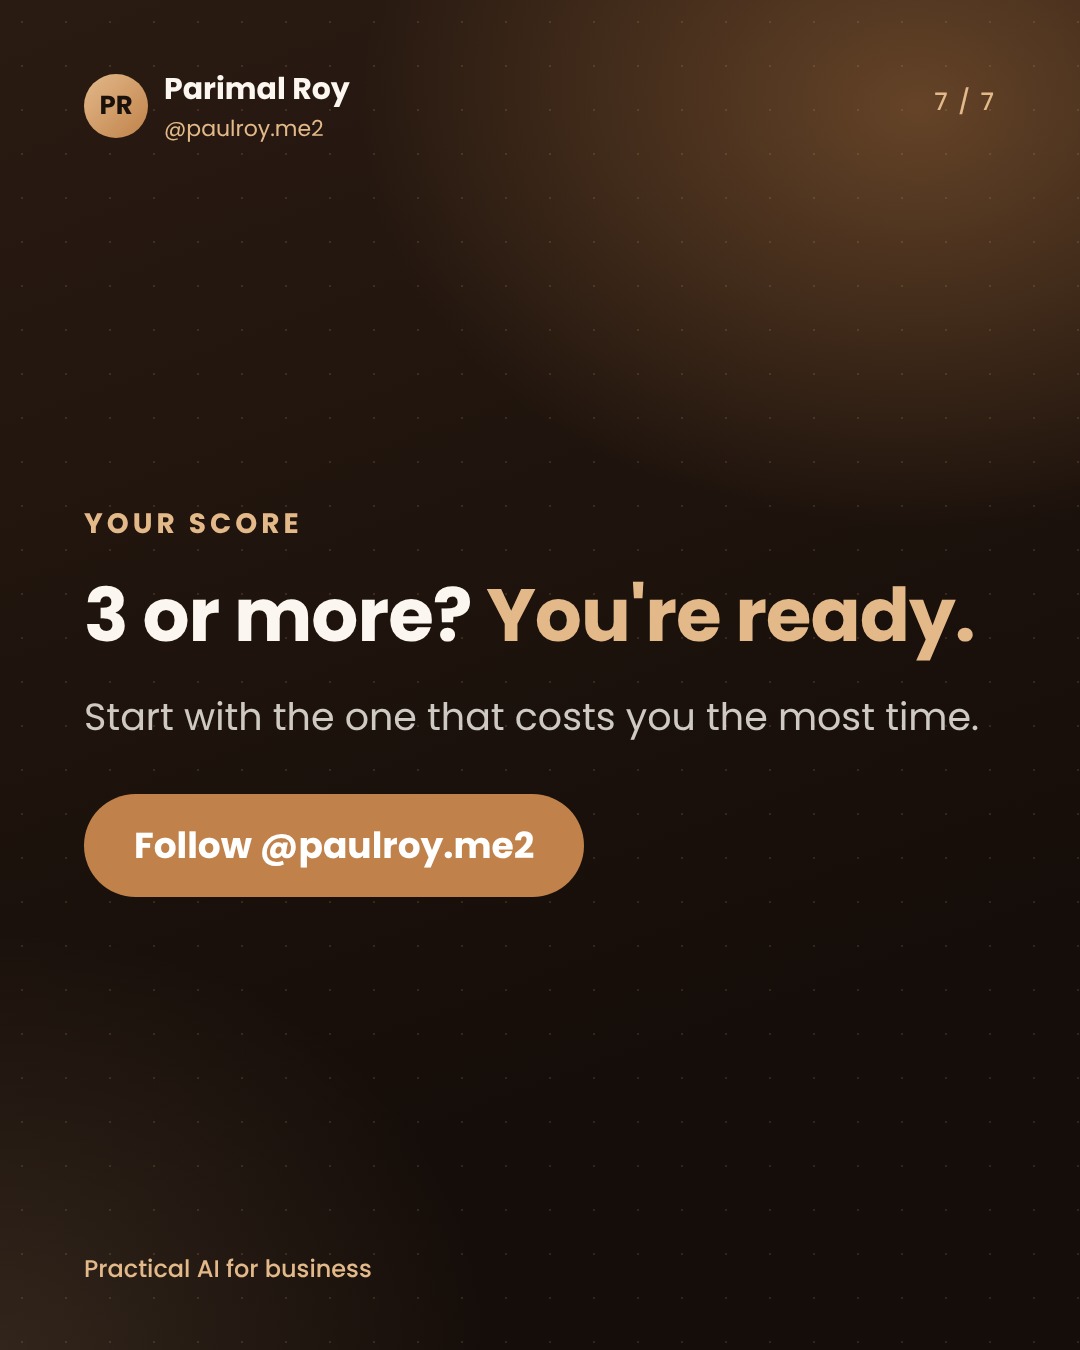 PR
Parimal Roy
@paulroy.me2
7 / 7
YOUR SCORE
3 or more? You're ready.
Start with the one that costs you the most time.
Follow @paulroy.me2
Practical AI for business